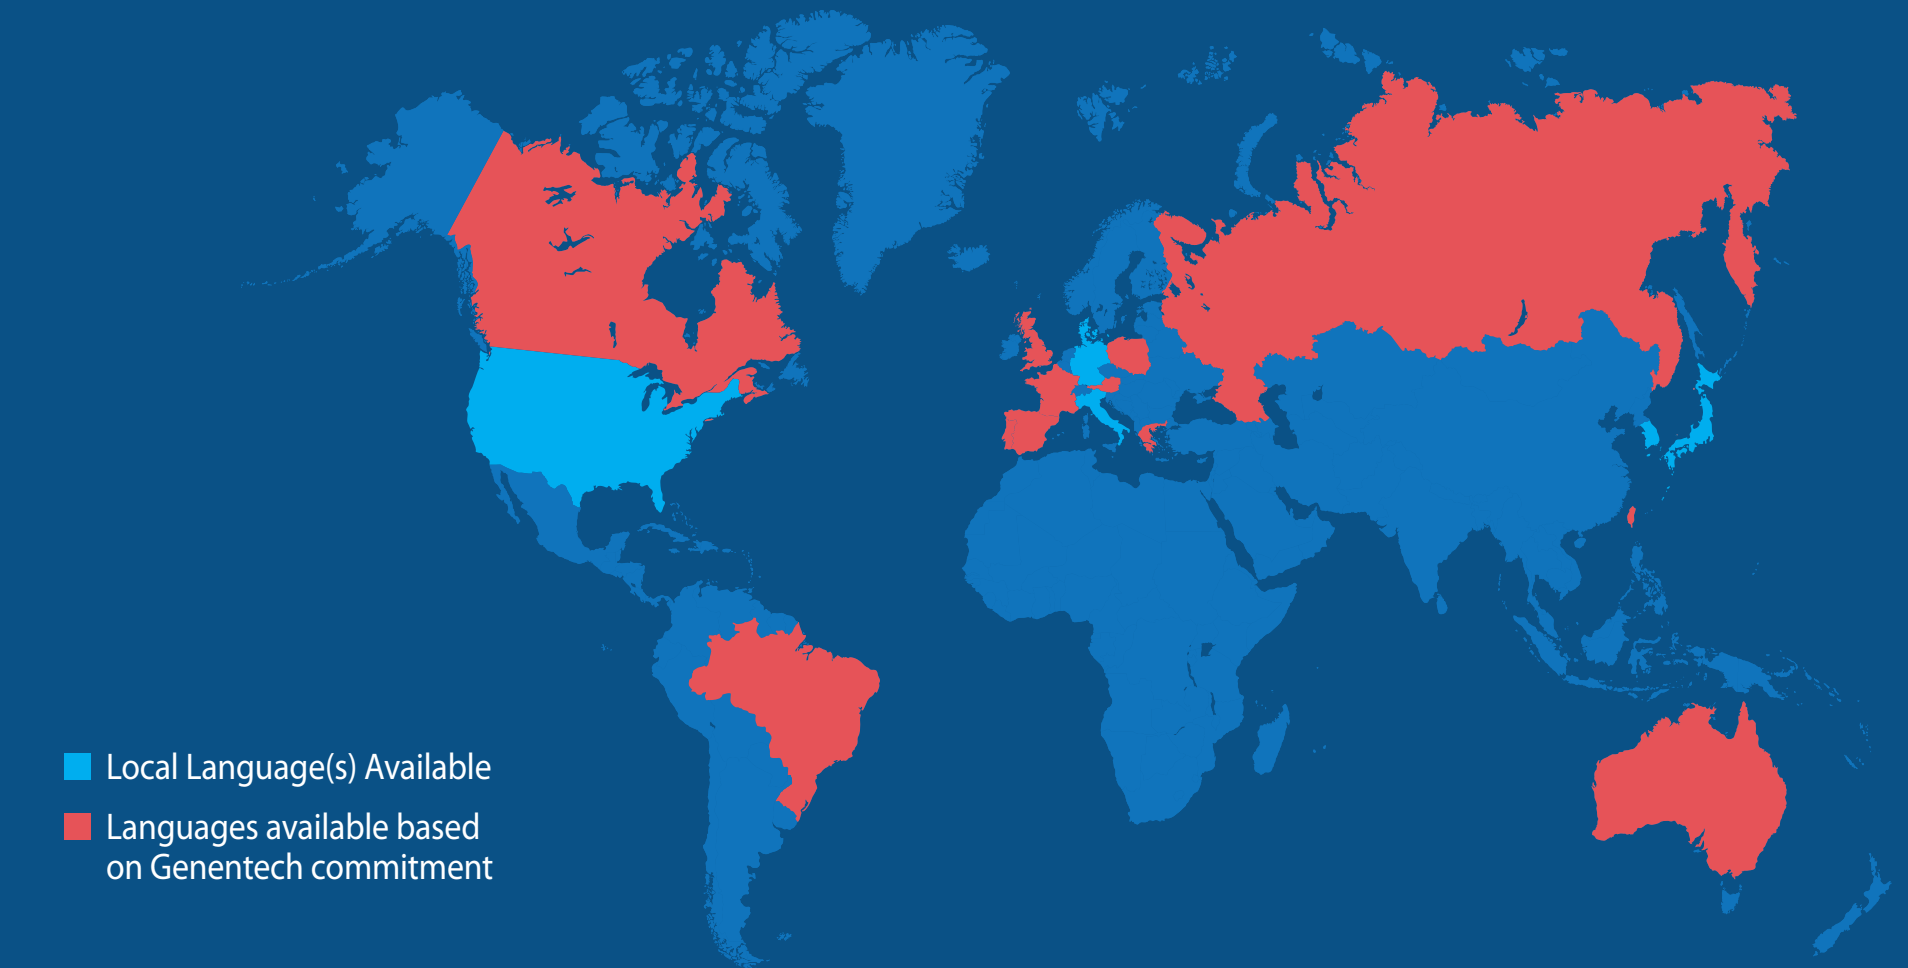 Local Language(s) Available
Languages available based
on Genentech commitment